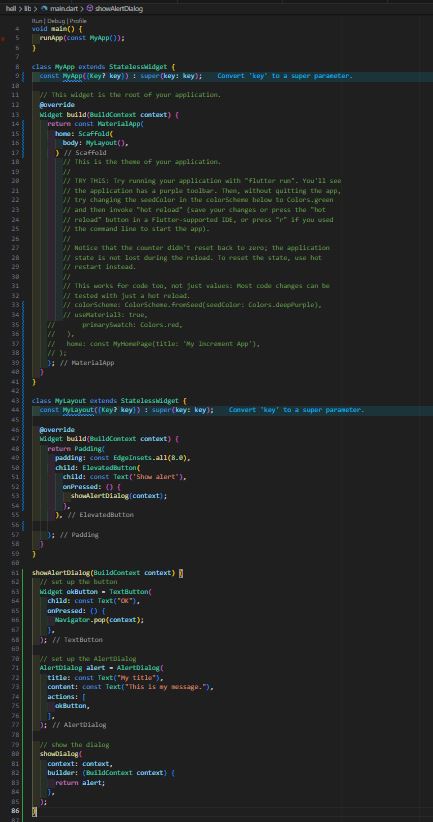 hell > lib > main.dart > showAlertDialog
Run | Debug | Profile
4 void main() {
5 runApp(const MyApp());
6 }
7
8 class MyApp extends StatelessWidget {
9 const MyApp({Key? key}) : super(key: key); Convert 'key' to a super parameter.
10
11 // This widget is the root of your application.
12 @override
13 Widget build(BuildContext context) {
14 return const MaterialApp(
15 home: Scaffold(
16 body: MyLayout(),
17 ) // Scaffold
18 // This is the theme of your application.
19 //
20 // TRY THIS: Try running your application with "flutter run". You'll see
21 // the application has a purple toolbar. Then, without quitting the app,
22 // try changing the seedColor in the colorScheme below to Colors.green
23 // and then invoke "hot reload" (save your changes or press the "hot
24 // reload" button in a Flutter-supported IDE, or press "r" if you used
25 // the command line to start the app).
26 //
27 // Notice that the counter didn't reset back to zero; the application
28 // state is not lost during the reload. To reset the state, use hot
29 // restart instead.
30 //
31 // This works for code too, not just values: Most code changes can be
32 // tested with just a hot reload.
33 // colorScheme: ColorScheme.fromSeed(seedColor: Colors.deepPurple),
34 // useMaterial3: true,
35 // primarySwatch: Colors.red,
36 // ),
37 // home: const MyHomePage(title: 'My Increment App'),
38 // );
39 ); // MaterialApp
40 }
41 }
42
43 class MyLayout extends StatelessWidget {
44 const MyLayout({Key? key}) : super(key: key); Convert 'key' to a super parameter.
45
46 @override
47 Widget build(BuildContext context) {
48 return Padding(
49 padding: const EdgeInsets.all(8.0),
50 child: ElevatedButton(
51 child: const Text('Show alert'),
52 onPressed: () {
53 showAlertDialog(context);
54 },
55 ), // ElevatedButton
56
57 ); // Padding
58 }
59 }
60
61 showAlertDialog(BuildContext context) {
62 // set up the button
63 Widget okButton = TextButton(
64 child: const Text("OK"),
65 onPressed: () {
66 Navigator.pop(context);
67 },
68 ); // TextButton
69
70 // set up the AlertDialog
71 AlertDialog alert = AlertDialog(
72 title: const Text("My title"),
73 content: const Text("This is my message."),
74 actions: [
75 okButton,
76 ],
77 ); // AlertDialog
78
79 // show the dialog
80 showDialog(
81 context: context,
82 builder: (BuildContext context) {
83 return alert;
84 },
85 );
86 }
87